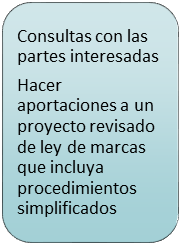 Consultas con las
partes interesadas
Hacer
aportaciones a un
proyecto revisado
de ley de marcas
que incluya
procedimientos
simplificados